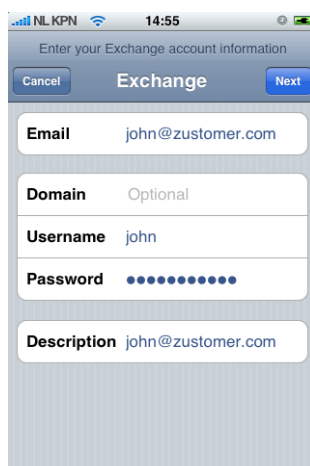 NL KPN 14:55
Enter your Exchange account information
Cancel Exchange Next
Email john@zustomer.com
Domain Optional
Username john
Password ●●●●●●●●●●●
Description john@zustomer.com